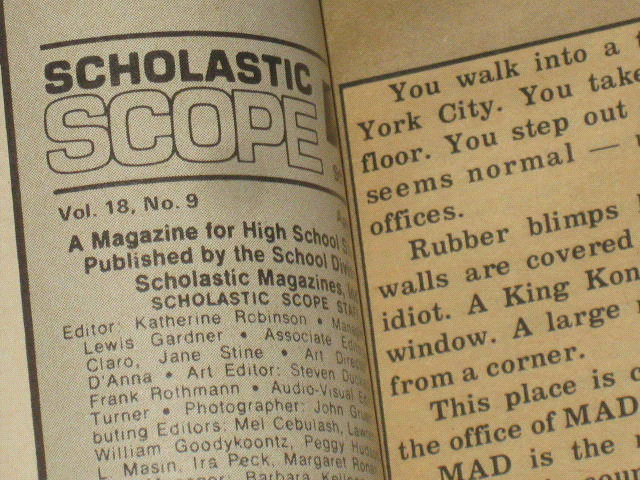 SCHOLASTIC
SCOPE
Vol. 18, No. 9
A Magazine for High School
Published by the School
Scholastic Magazines,
SCHOLASTIC SCOPE
Editor: Katherine Robinson •
Lewis Gardner • Associate
Claro, Jane Stine • Art
D'Anna • Art Editor: Steven
Frank Rothmann • Audio-Visual
Turner • Photographer: John
buting Editors: Mel Cebulash,
William Goodykoontz, Peggy
L. Masin, Ira Peck, Margaret
Barbara
You walk into a
York City. You take
floor. You step out
seems normal —
offices.
Rubber blimps
walls are covered
idiot. A King
window. A large
from a corner.
This place is
the office of MAD
MAD is the